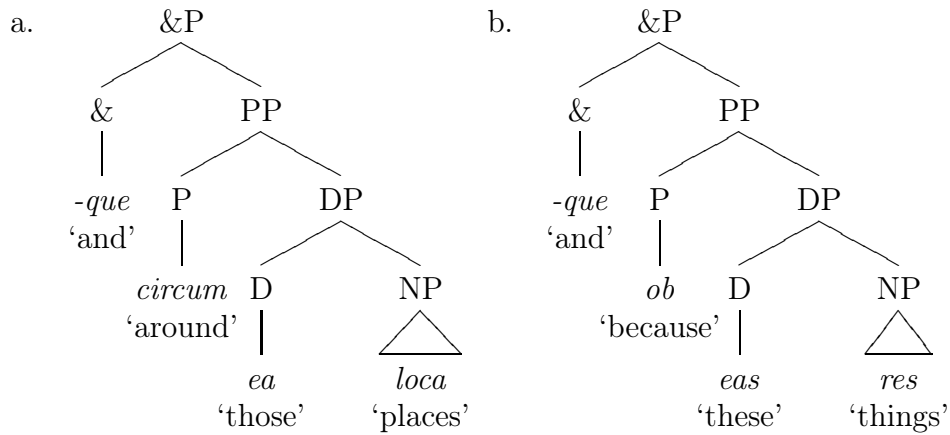 a. &P b. &P
& PP & PP
-que P DP -que P DP
‘and’ ‘and’
circum D NP ob D NP
‘around’ ‘because’
ea loca eas res
‘those’ ‘places’ ‘these’ ‘things’